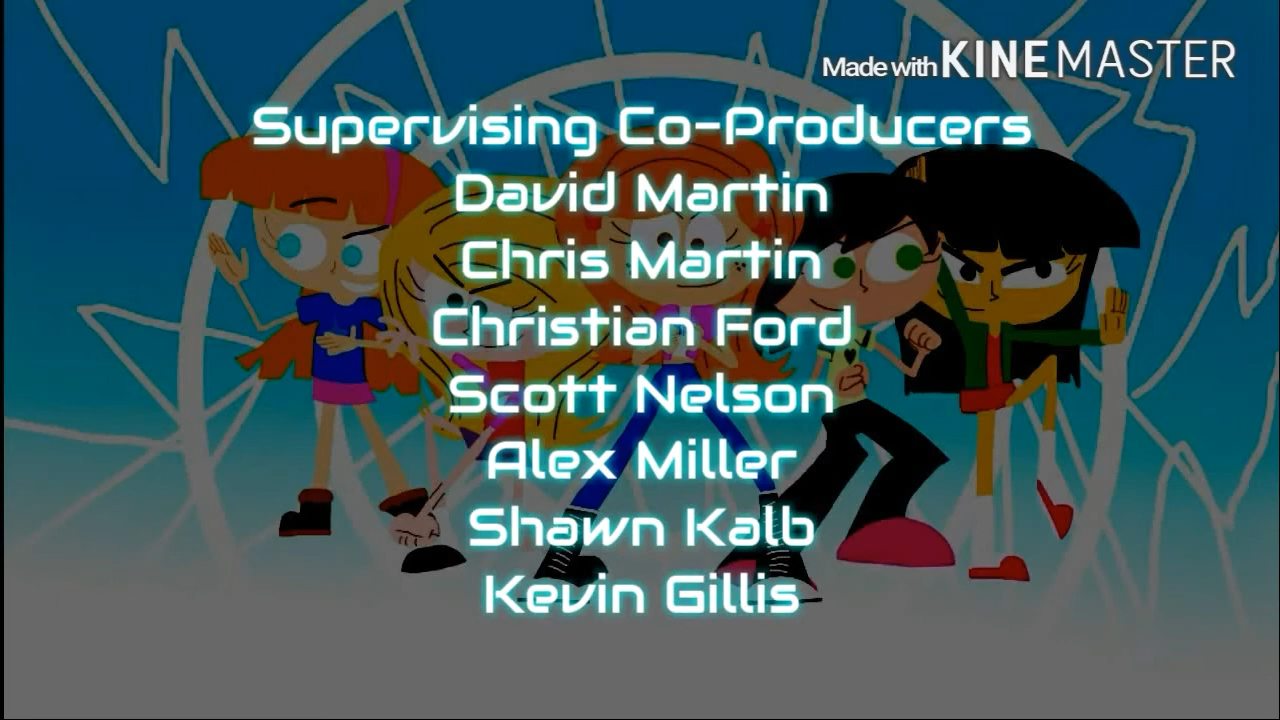 Made with KINEMASTER
Supervising Co-Producers
David Martin
Chris Martin
Christian Ford
Scott Nelson
Alex Miller
Shawn Kalb
Kevin Gillis